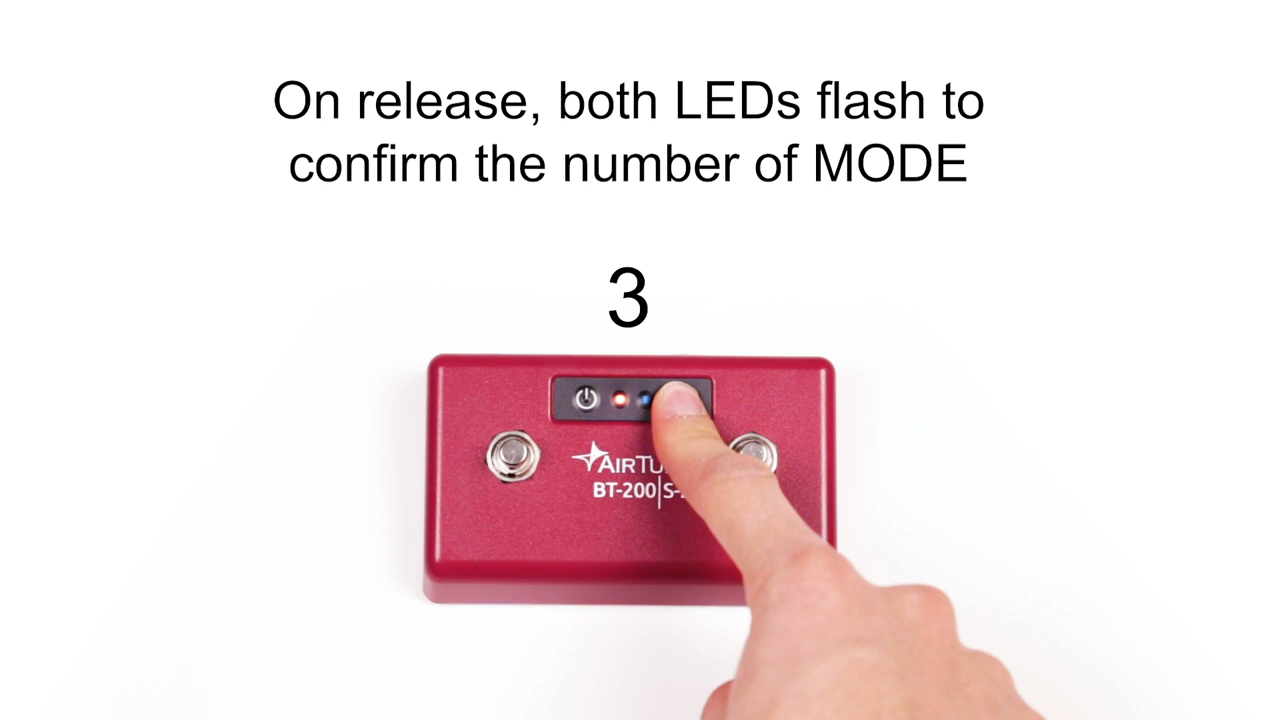 On release, both LEDs flash to
confirm the number of MODE
3
BT-200